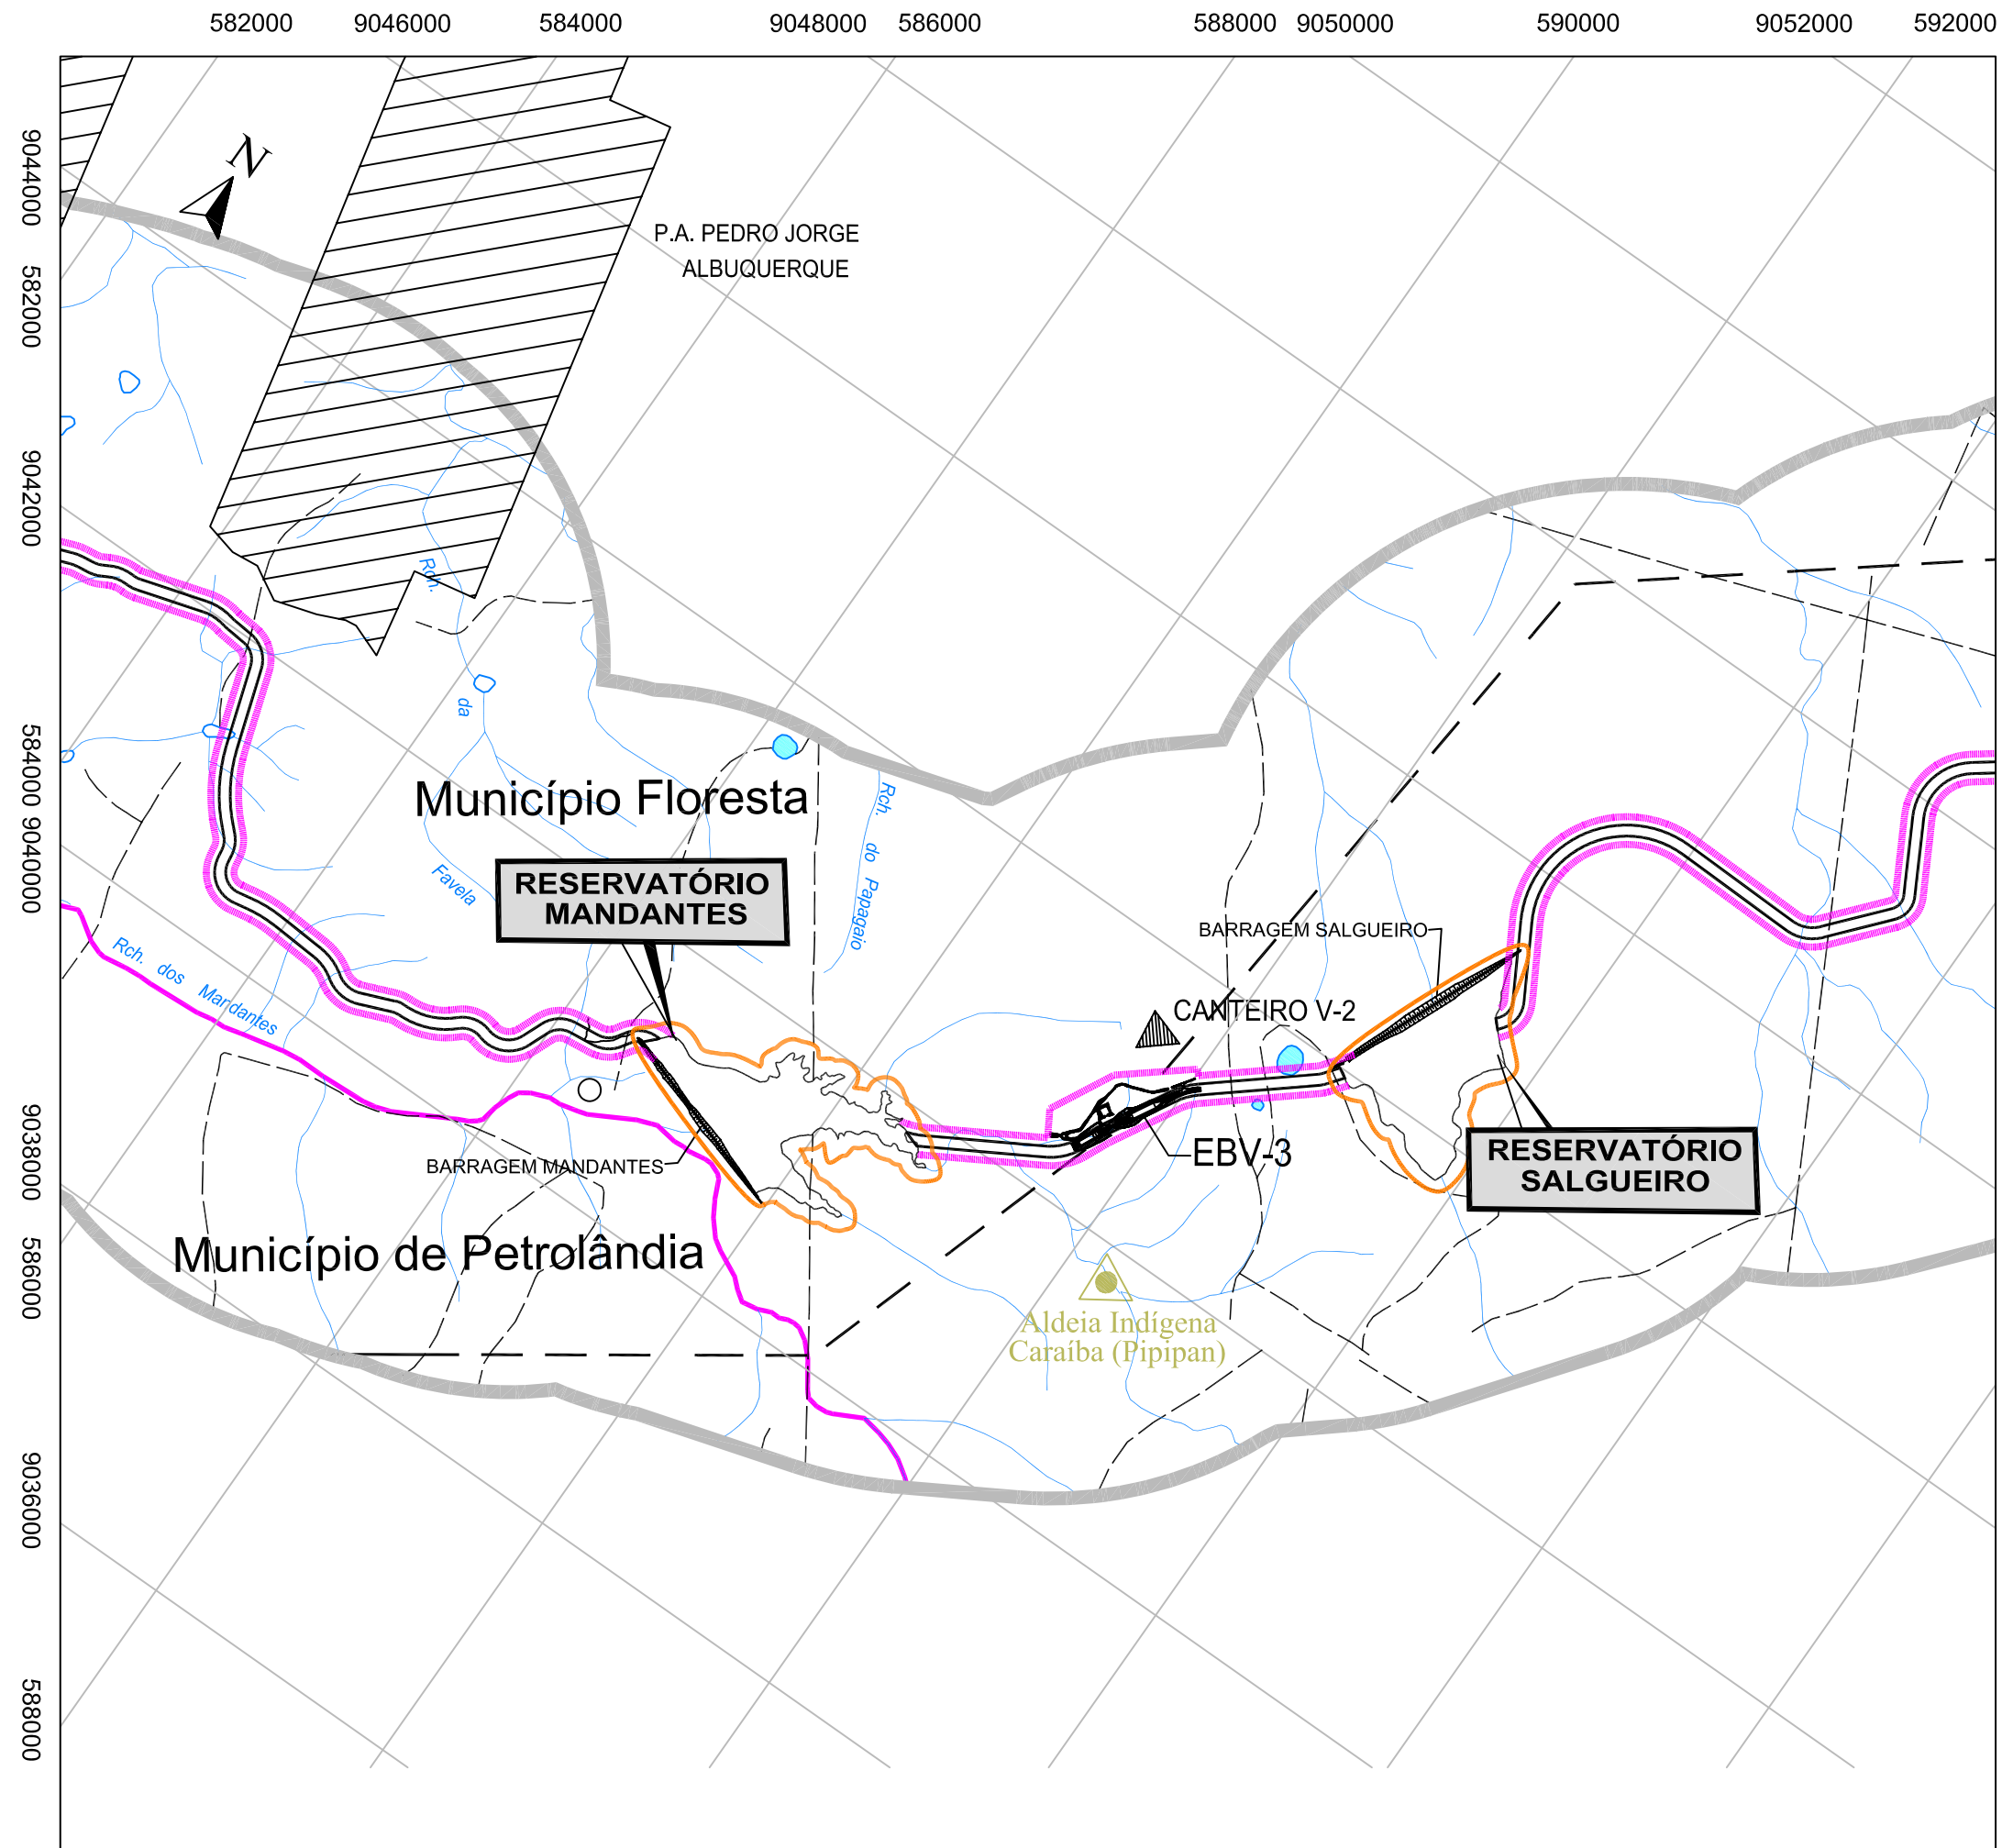 582000 9046000 584000 9048000 586000 588000 9050000 590000 9052000 592000
9044000
582000
9042000
584000
9040000
9038000
586000
9036000
588000
N
P.A. PEDRO JORGE
ALBUQUERQUE
Rch.
da
Favela
Município Floresta
Rch. do Papagaio
RESERVATÓRIO
MANDANTES
Rch. dos Mandantes
BARRAGEM SALGUEIRO
CANTEIRO V-2
EBV-3
BARRAGEM MANDANTES
RESERVATÓRIO
SALGUEIRO
Município de Petrolândia
Aldeia Indígena
Caraíba (Pipipan)